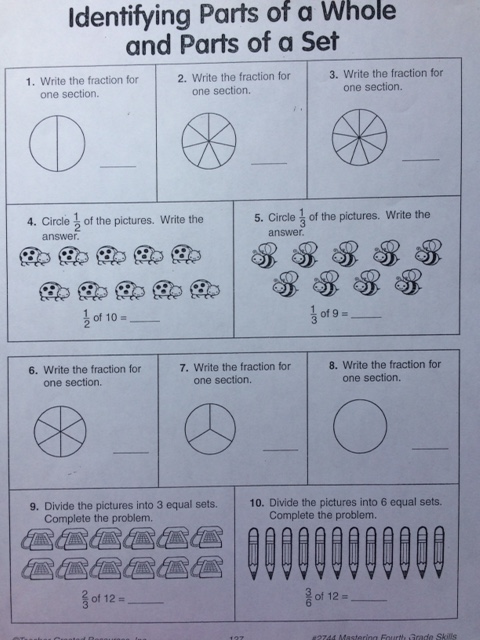 Identifying Parts of a Whole
and Parts of a Set
1. Write the fraction for
one section.
2. Write the fraction for
one section.
3. Write the fraction for
one section.
4. Circle 1/2 of the pictures. Write the
answer.
1/2 of 10 = ____
5. Circle 1/3 of the pictures. Write the
answer.
1/3 of 9 = ____
6. Write the fraction for
one section.
7. Write the fraction for
one section.
8. Write the fraction for
one section.
9. Divide the pictures into 3 equal sets.
Complete the problem.
2/3 of 12 = ____
10. Divide the pictures into 6 equal sets.
Complete the problem.
3/6 of 12 = ____
©Teacher Created Resources, Inc.
127
#2744 Mastering Fourth Grade Skills